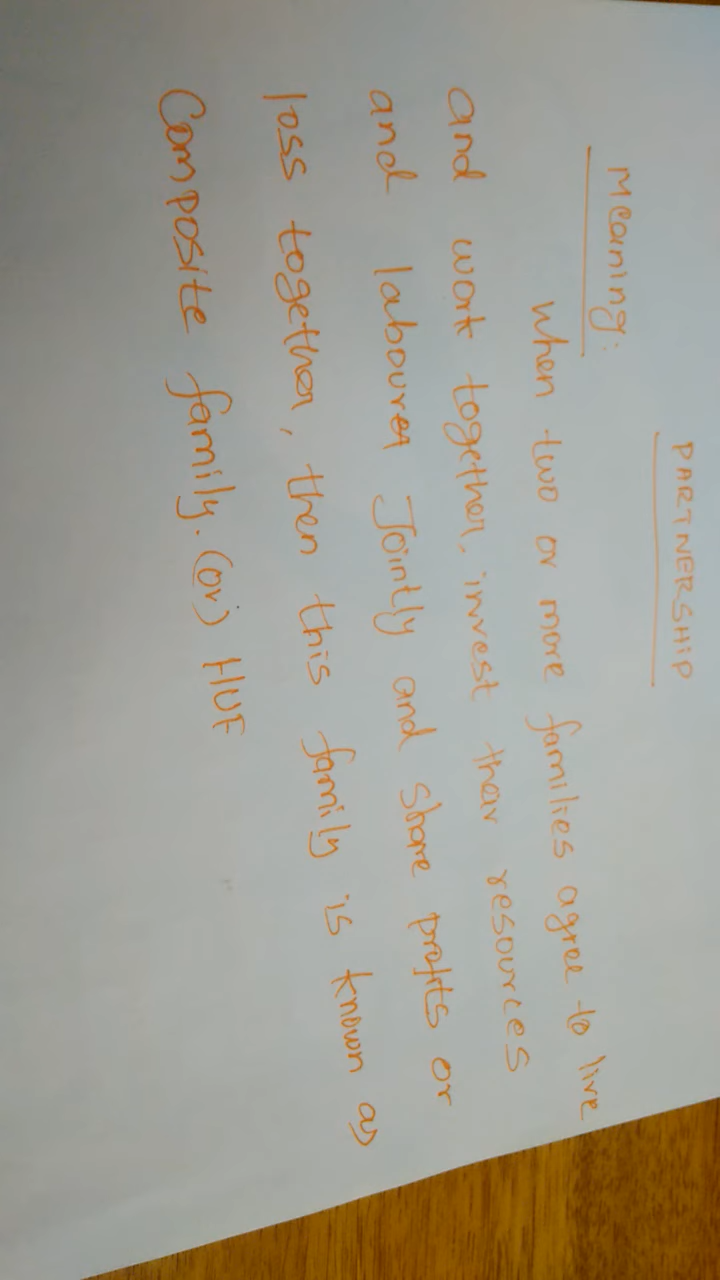 PARTNERSHIP
Meaning:
When two or more families agree to live
and work together, invest their resources
and labourer Jointly and share profits or
loss together, then this family is known as
Composite family. (or) HUF